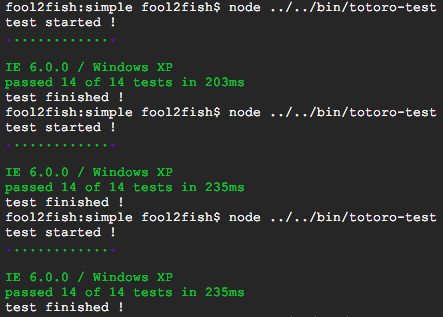 fool2fish:simple fool2fish$ node ../../bin/totoro-test
test started !
··············
IE 6.0.0 / Windows XP
passed 14 of 14 tests in 203ms
test finished !
fool2fish:simple fool2fish$ node ../../bin/totoro-test
test started !
··············
IE 6.0.0 / Windows XP
passed 14 of 14 tests in 235ms
test finished !
fool2fish:simple fool2fish$ node ../../bin/totoro-test
test started !
··············
IE 6.0.0 / Windows XP
passed 14 of 14 tests in 235ms
test finished !